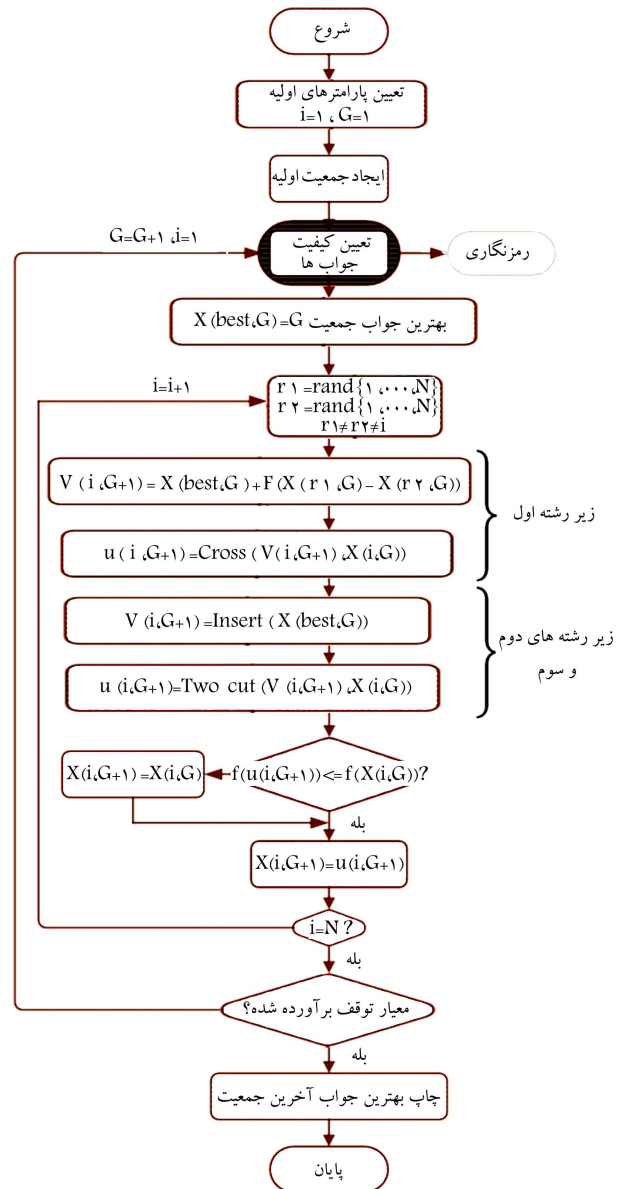 شروع
تعیین پارامترهای اولیه
i=۱ ، G=۱
ایجاد جمعیت اولیه
G=G+۱ ،i=۱
تعیین کیفیت
جواب ها
رمزنگاری
بهترین جواب جمعیت X (best،G)=G
i=i+۱
r ۱ =rand{۱ ،۰۰۰،N}
r ۲ =rand{۱ ،۰۰۰،N}
r۱≠r۲≠i
V ( i ،G+۱) = X (best،G )+F (X ( r ۱ ،G) – X (r ۲ ،G))
زیر رشته اول
u ( i ،G+۱) =Cross ( V( i،G+۱) ،X (i،G))
V (i،G+۱) =Insert ( X (best،G))
زیر رشته های دوم
و سوم
u (i،G+۱)=Two cut (V (i،G+۱) ،X (i،G))
X(i،G+۱) =X(i،G)
f(u(i،G+۱))<=f(X(i،G))?
بله
X(i،G+۱)=u(i،G+۱)
i=N ?
بله
معیار توقف برآورده شده؟
بله
چاپ بهترین جواب آخرین جمعیت
پایان